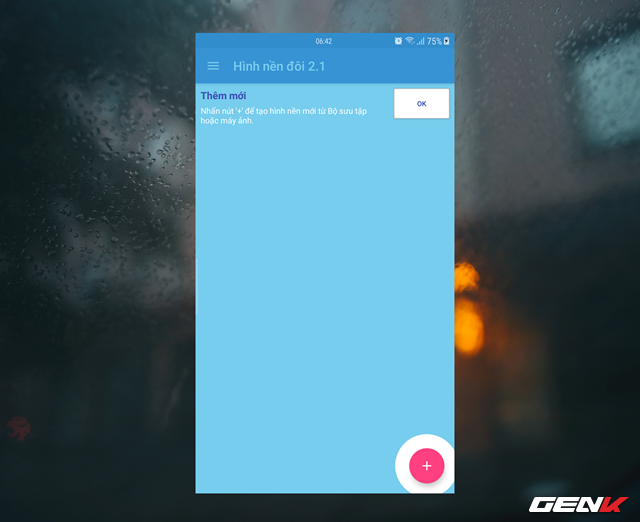 06:42
75%
Hình nền đôi 2.1
Thêm mới
OK
Nhấn nút '+' để tạo hình nền mới từ Bộ sưu tập
hoặc máy ảnh.
+
GENK